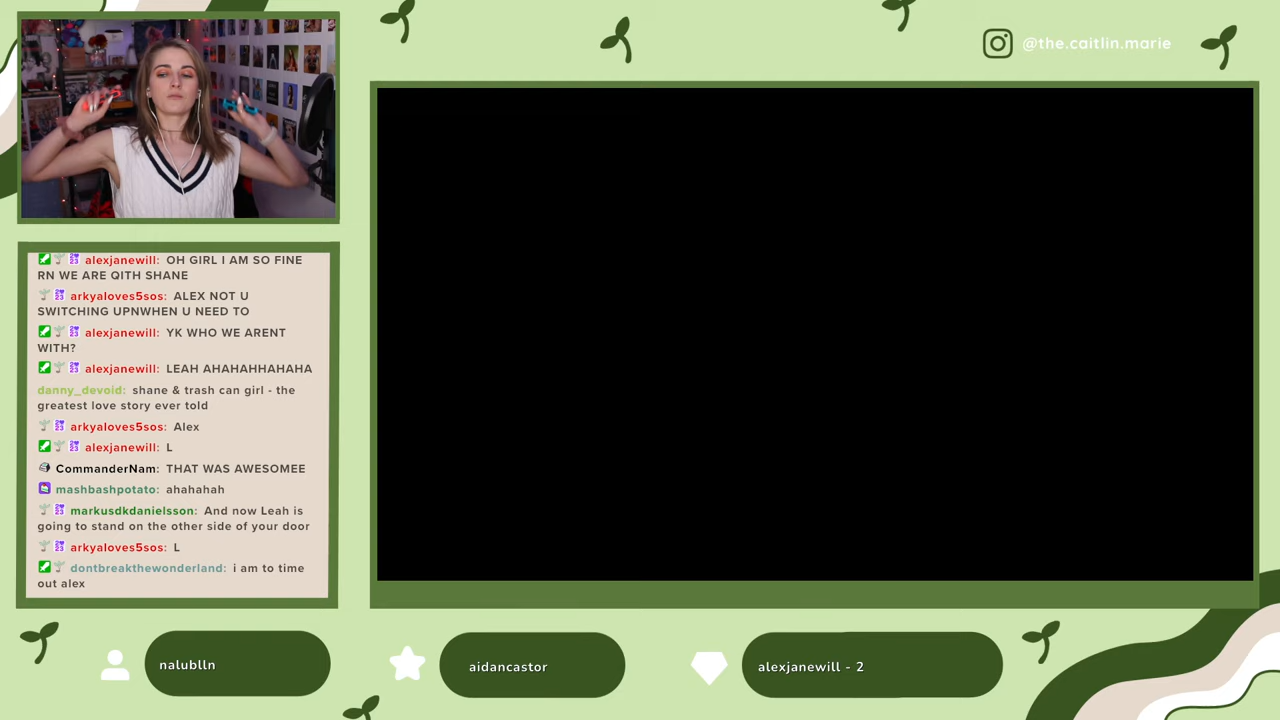 @the.caitlin.marie
alexjanewill: OH GIRL I AM SO FINE
RN WE ARE QITH SHANE
arkyaloves5sos: ALEX NOT U
SWITCHING UPNWHEN U NEED TO
alexjanewill: YK WHO WE ARENT
WITH?
alexjanewill: LEAH AHAHAHHAHAHA
danny_devoid: shane & trash can girl - the
greatest love story ever told
arkyaloves5sos: Alex
alexjanewill: L
CommanderNam: THAT WAS AWESOMEE
mashbashpotato: ahahahah
markusdkdanielsson: And now Leah is
going to stand on the other side of your door
arkyaloves5sos: L
dontbreakthewonderland: i am to time
out alex
nalublln
aidancastor
alexjanewill - 2